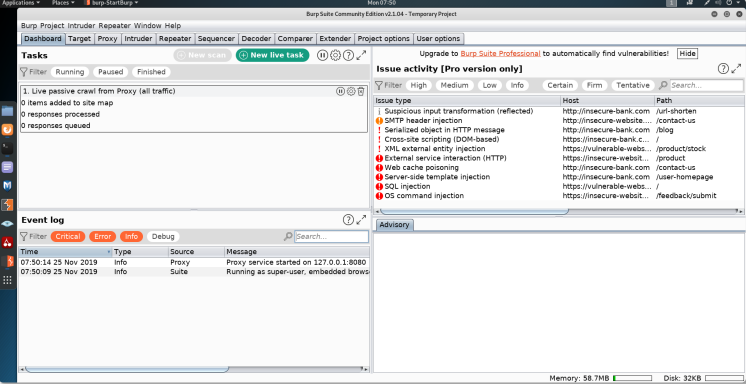 Applications Places burp-StartBurp Mon 07:50 1
Burp Suite Community Edition v2.1.04 - Temporary Project
Burp Project Intruder Repeater Window Help
Dashboard Target Proxy Intruder Repeater Sequencer Decoder Comparer Extender Project options User options
Tasks
New scan
New live task
Filter Running Paused Finished
1. Live passive crawl from Proxy (all traffic)
0 items added to site map
0 responses processed
0 responses queued
Event log
Filter Critical Error Info Debug Search...
Time Type Source Message
07:50:14 25 Nov 2019 Info Proxy Proxy service started on 127.0.0.1:8080
07:50:09 25 Nov 2019 Info Suite Running as super-user, embedded brows
Upgrade to Burp Suite Professional to automatically find vulnerabilities! Hide
Issue activity [Pro version only]
Filter High Medium Low Info Certain Firm Tentative Search...
Issue type Host Path
Suspicious input transformation (reflected) http://insecure-bank.com /url-shorten
SMTP header injection http://insecure-website.... /contact-us
Serialized object in HTTP message http://insecure-bank.com /blog
Cross-site scripting (DOM-based) https://insecure-bank.c... /
XML external entity injection https://vulnerable-webs... /product/stock
External service interaction (HTTP) https://insecure-websit... /product
Web cache poisoning http://insecure-bank.com /contact-us
Server-side template injection http://insecure-bank.com /user-homepage
SQL injection https://vulnerable-webs... /
OS command injection https://insecure-websit... /feedback/submit
Advisory
Memory: 58.7MB Disk: 32KB